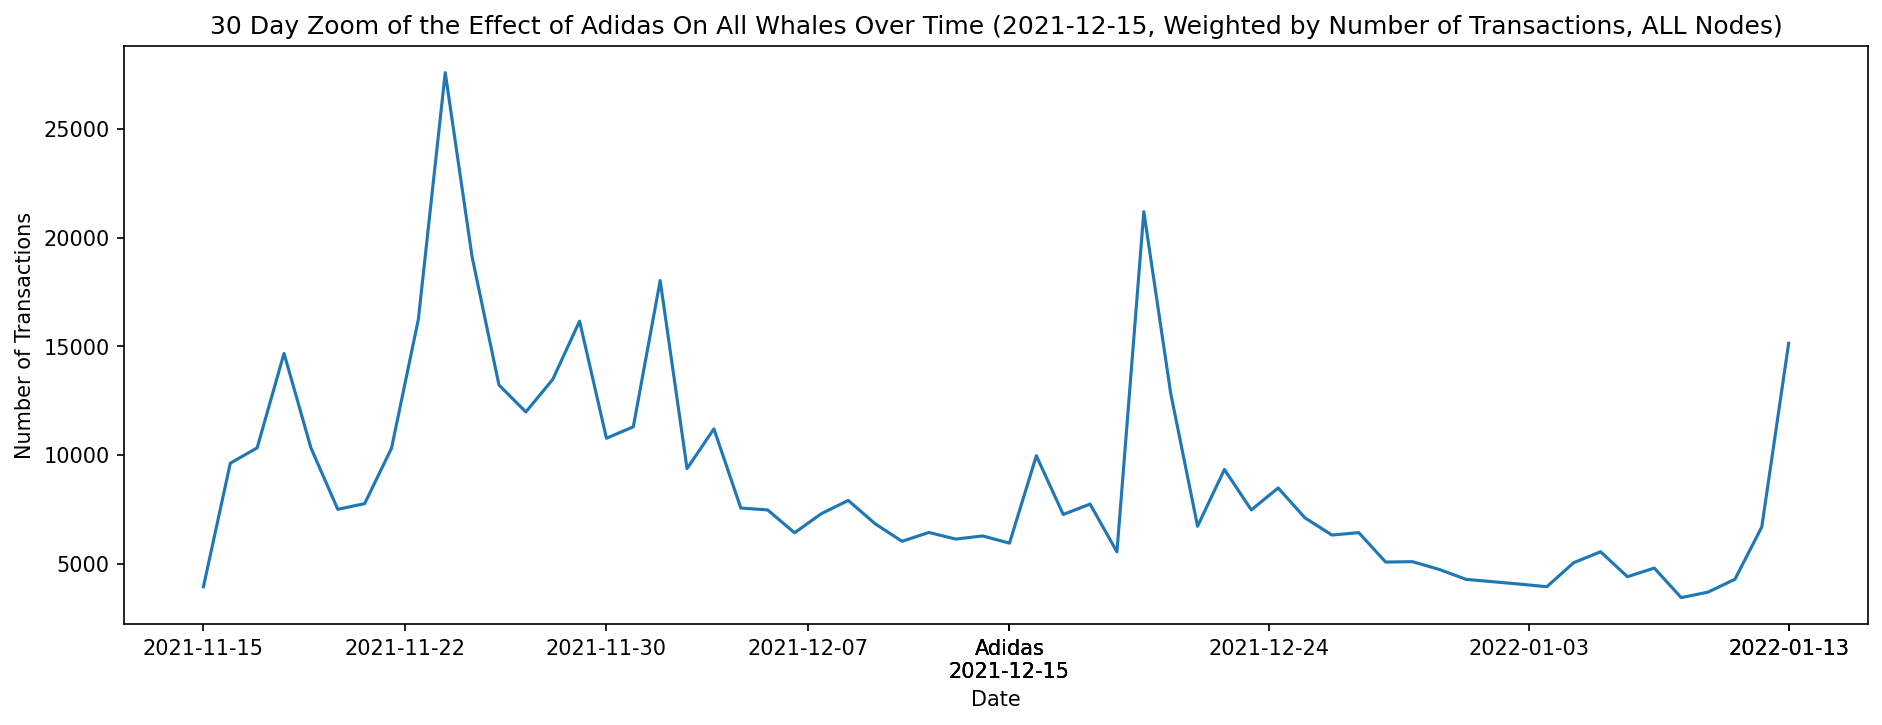 30 Day Zoom of the Effect of Adidas On All Whales Over Time (2021-12-15, Weighted by Number of Transactions, ALL Nodes)
Number of Transactions
25000
20000
15000
10000
5000
2021-11-15 2021-11-22 2021-11-30 2021-12-07 Adidas 2021-12-24 2022-01-03 2022-01-13
2021-12-15
Date